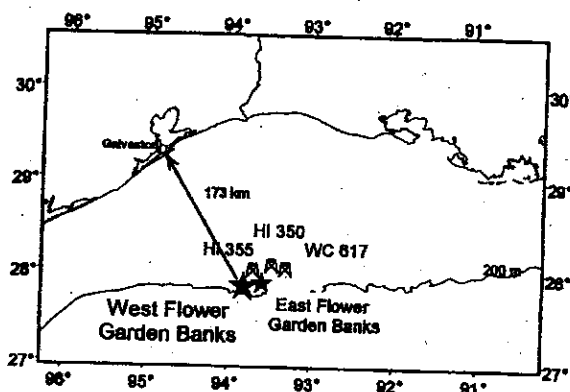 96° 95° 94° 93° 92° 91°
30° 30°
Galveston
29° 29°
173 km
HI 350
HI 355 WC 617
28° 28°
200 m
West Flower
Garden Banks
East Flower
Garden Banks
27° 27°
96° 95° 94° 93° 92° 91°